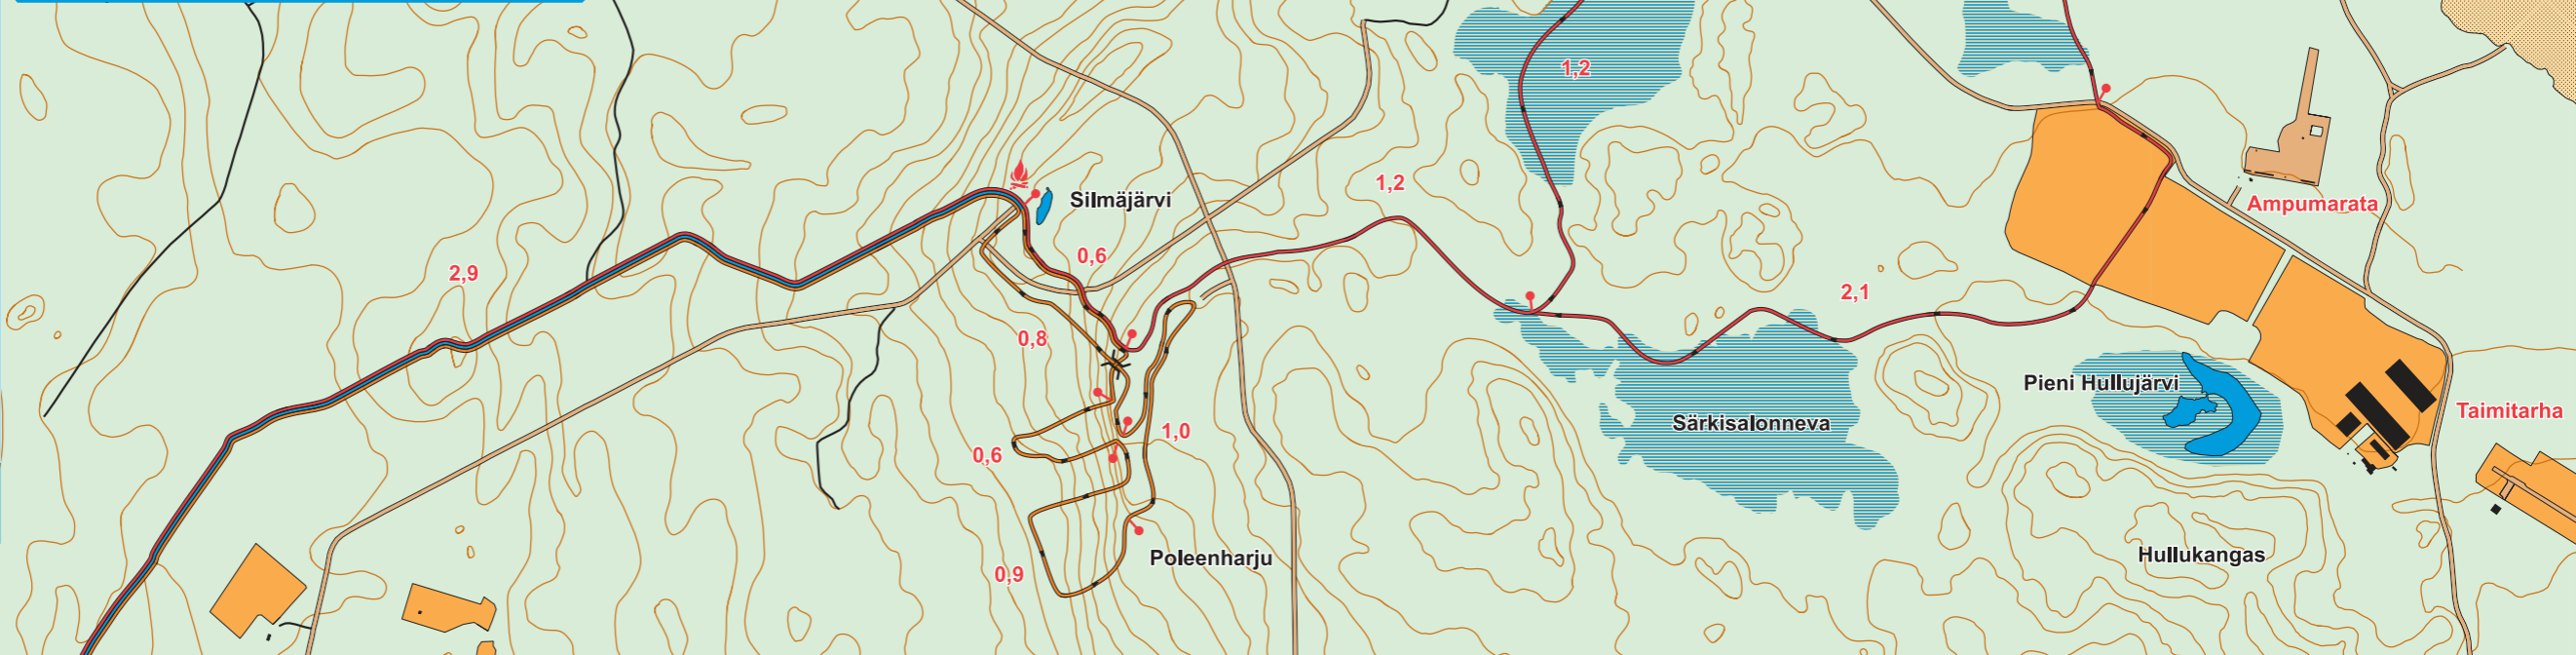 1,2
1,2
Silmäjärvi
Ampumarata
0,6
2,9
2,1
0,8
Pieni Hullujärvi
Taimitarha
Särkisalonneva
1,0
0,6
Poleenharju
Hullukangas
0,9